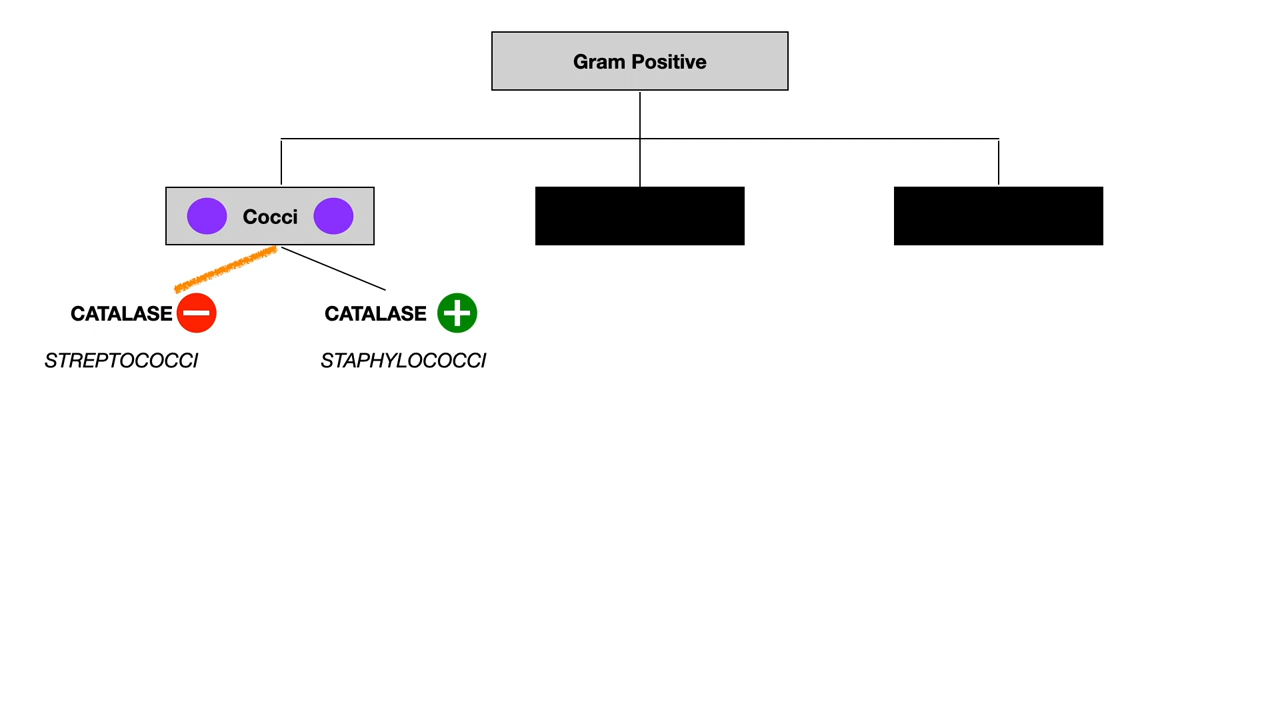 Gram Positive
Cocci
CATALASE
CATALASE
STREPTOCOCCI
STAPHYLOCOCCI